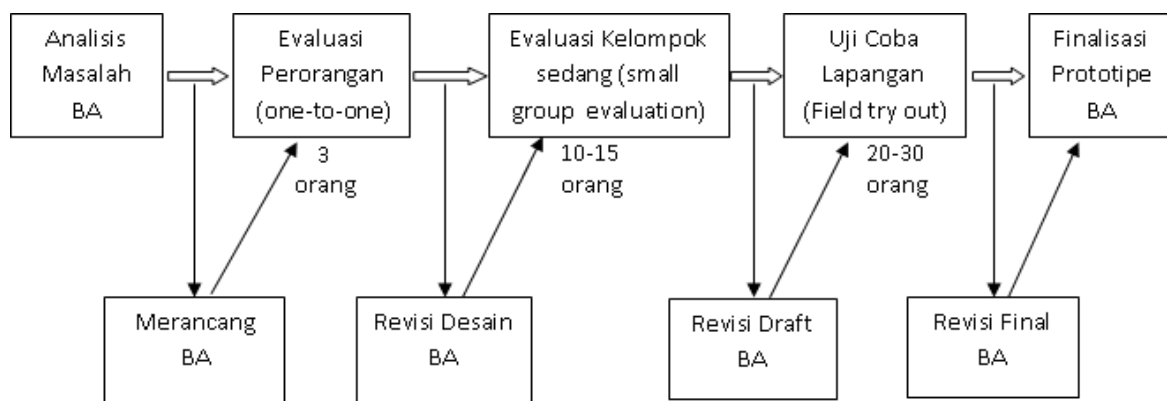 Analisis
Masalah
BA
Evaluasi
Perorangan
(one-to-one)
Evaluasi Kelompok
sedang (small
group evaluation)
Uji Coba
Lapangan
(Field try out)
Finalisasi
Prototipe
BA
3
orang
10-15
orang
20-30
orang
Merancang
BA
Revisi Desain
BA
Revisi Draft
BA
Revisi Final
BA